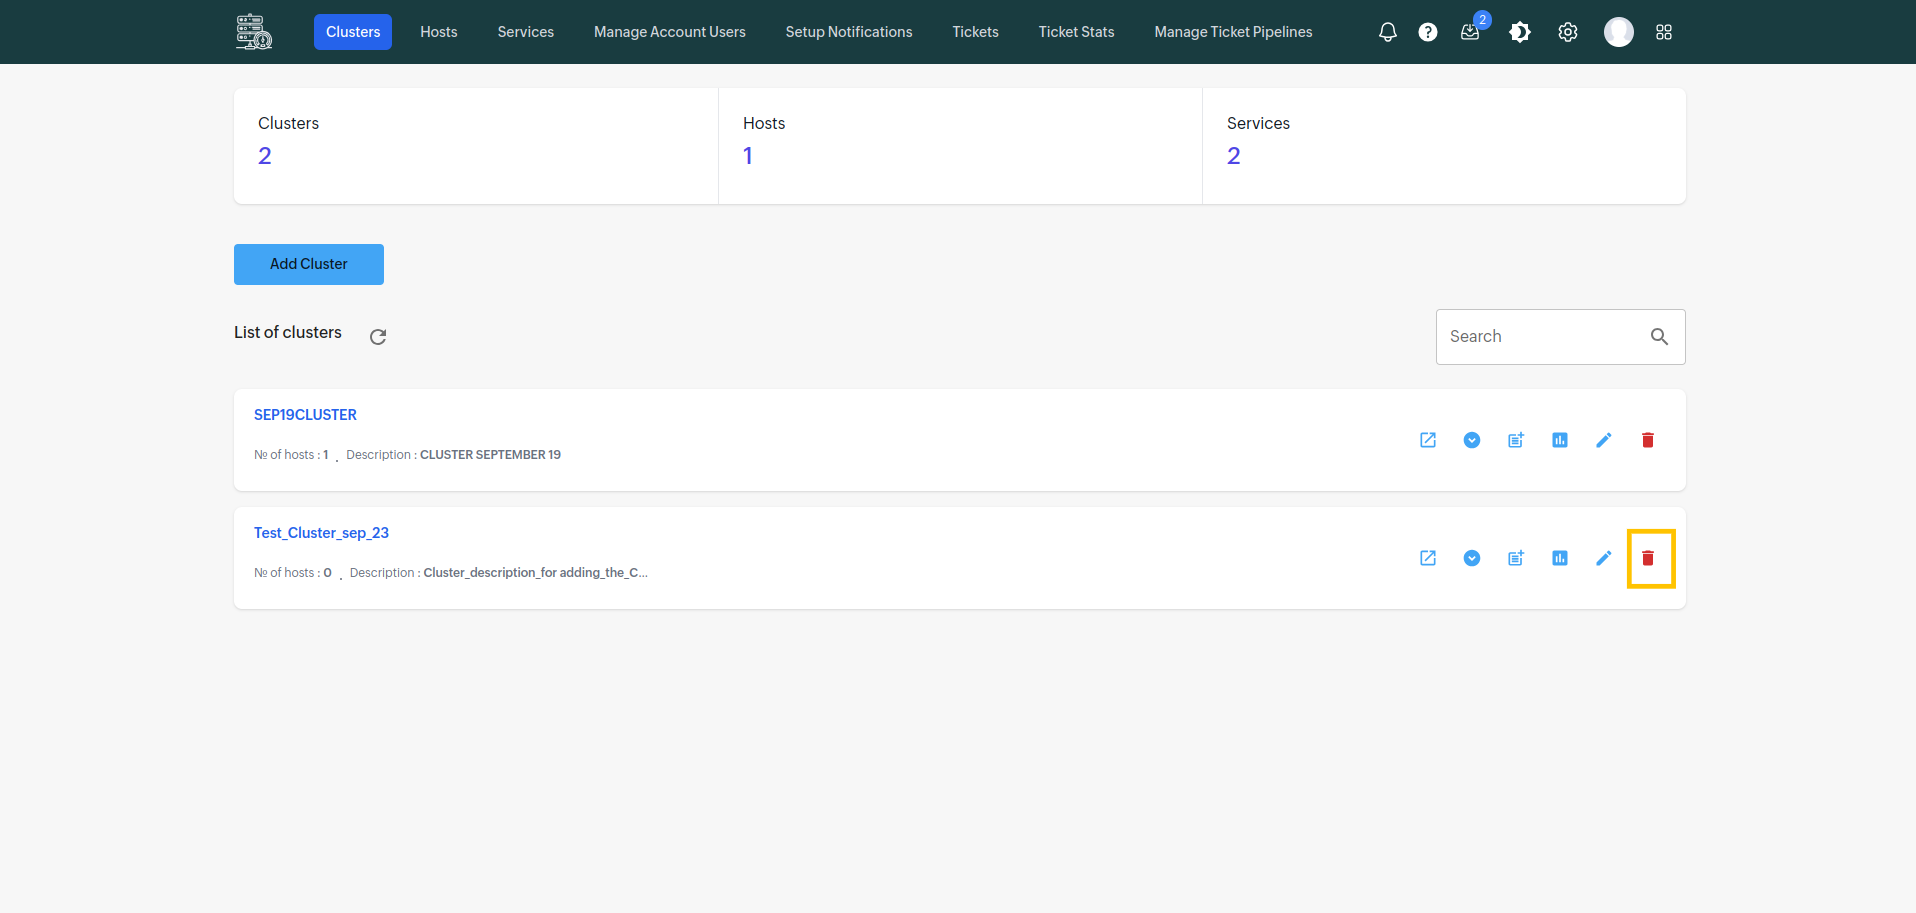 Clusters Hosts Services Manage Account Users Setup Notifications Tickets Ticket Stats Manage Ticket Pipelines 2
Clusters Hosts Services
2 1 2
Add Cluster
List of clusters
Search
SEP19CLUSTER
№ of hosts : 1 . Description : CLUSTER SEPTEMBER 19
Test_Cluster_sep_23
№ of hosts : 0 . Description : Cluster_description_for adding_the_C...